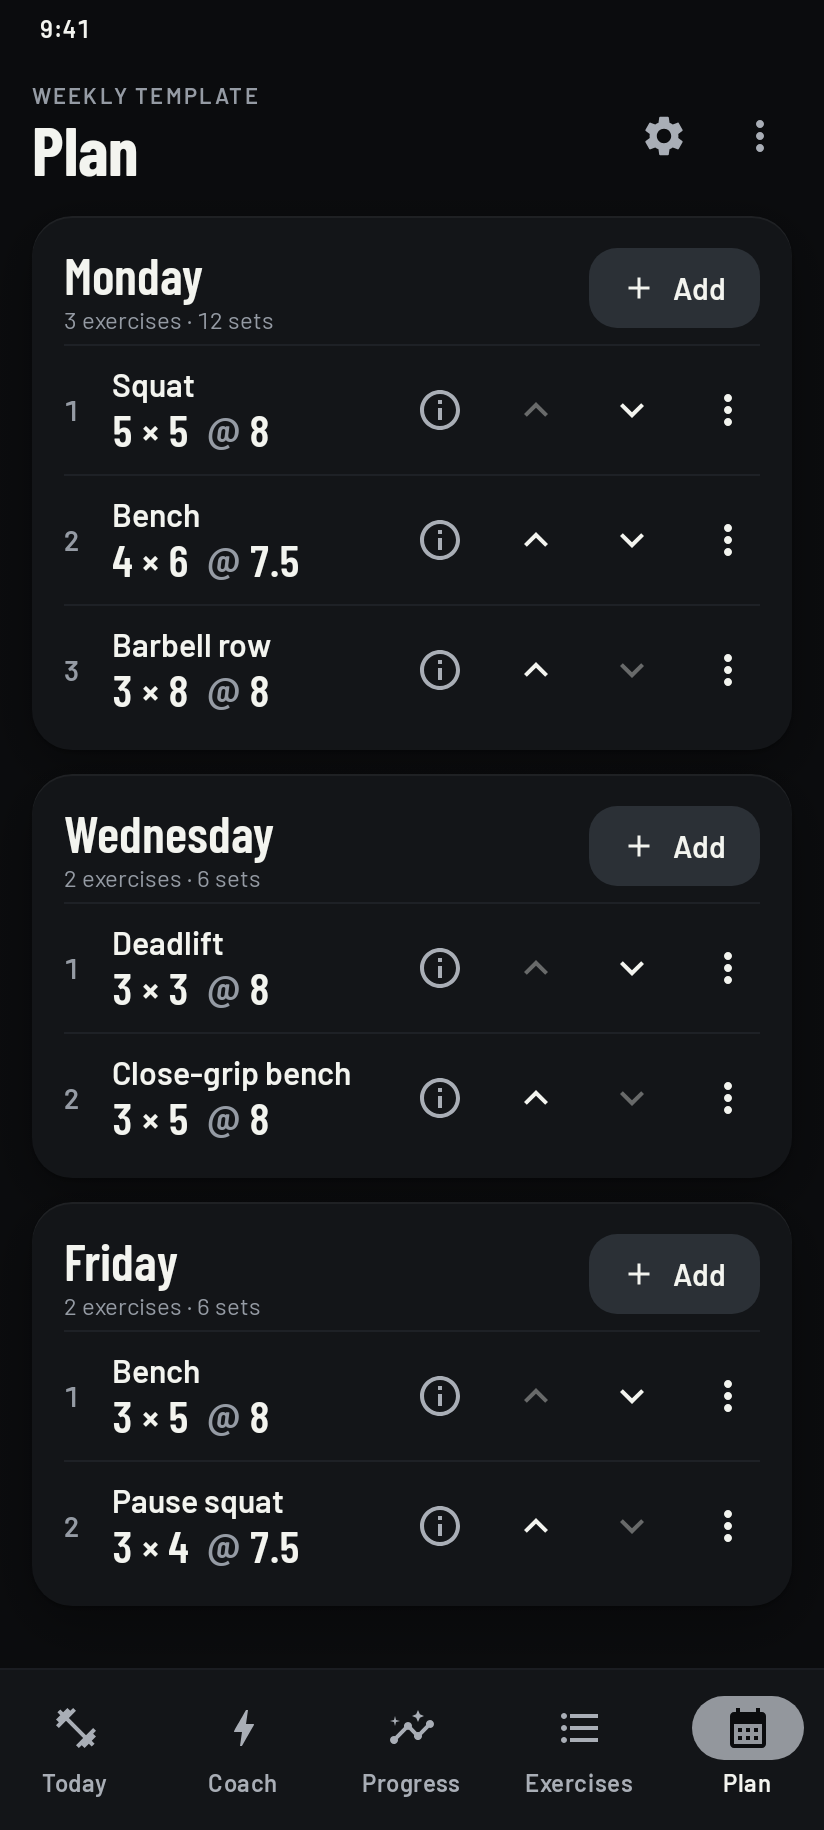 9:41
WEEKLY TEMPLATE
Plan
Monday
3 exercises · 12 sets
+ Add
1
Squat
5 × 5 @ 8
2
Bench
4 × 6 @ 7.5
3
Barbell row
3 × 8 @ 8
Wednesday
2 exercises · 6 sets
+ Add
1
Deadlift
3 × 3 @ 8
2
Close-grip bench
3 × 5 @ 8
Friday
2 exercises · 6 sets
+ Add
1
Bench
3 × 5 @ 8
2
Pause squat
3 × 4 @ 7.5
Today Coach Progress Exercises Plan